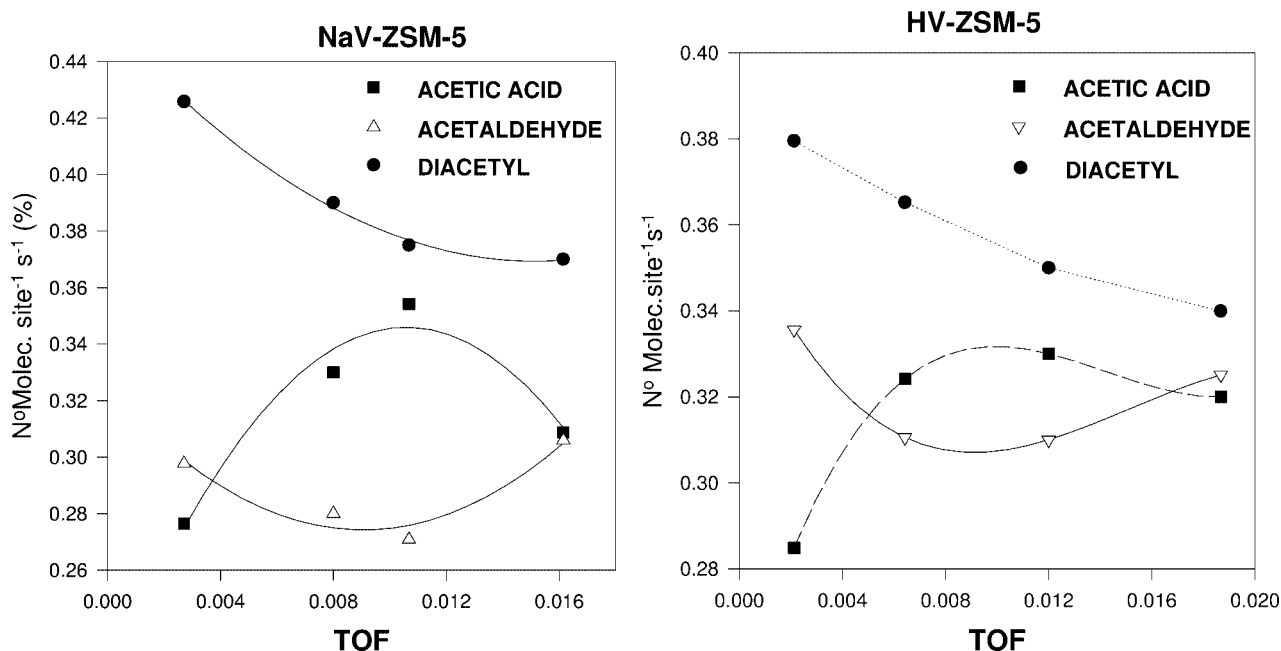 NaV-ZSM-5
0.44
0.42
0.40
0.38
0.36
0.34
0.32
0.30
0.28
0.26
NºMolec. site⁻¹ s⁻¹ (%)
ACETIC ACID
ACETALDEHYDE
DIACETYL
0.000 0.004 0.008 0.012 0.016
TOF
HV-ZSM-5
0.40
0.38
0.36
0.34
0.32
0.30
0.28
Nº Molec.site⁻¹s⁻¹
ACETIC ACID
ACETALDEHYDE
DIACETYL
0.000 0.004 0.008 0.012 0.016 0.020
TOF